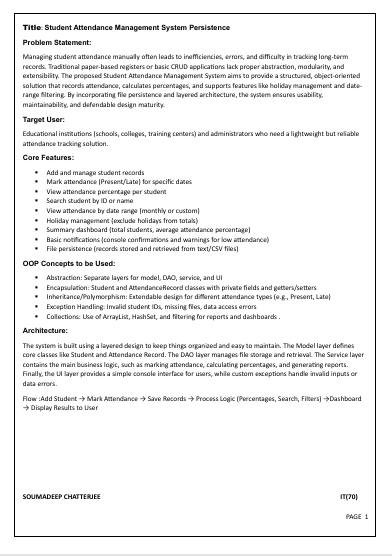 Title: Student Attendance Management System Persistence
Problem Statement:
Managing student attendance manually often leads to inefficiencies, errors, and difficulty in tracking long-term
records. Traditional paper-based registers or basic CRUD applications lack proper abstraction, modularity, and
extensibility. The proposed Student Attendance Management System aims to provide a structured, object-oriented
solution that records attendance, calculates percentages, and supports features like holiday management and date-
range filtering. By incorporating file persistence and layered architecture, the system ensures usability,
maintainability, and defendable design maturity.
Target User:
Educational institutions (schools, colleges, training centers) and administrators who need a lightweight but reliable
attendance tracking solution.
Core Features:
• Add and manage student records
• Mark attendance (Present/Late) for specific dates
• View attendance percentage per student
• Search student by ID or name
• View attendance by date range (monthly or custom)
• Holiday management (exclude holidays from totals)
• Summary dashboard (total students, average attendance percentage)
• Basic notifications (console confirmations and warnings for low attendance)
• File persistence (records stored and retrieved from text/CSV files)
OOP Concepts to be Used:
• Abstraction: Separate layers for model, DAO, service, and UI
• Encapsulation: Student and AttendanceRecord classes with private fields and getters/setters
• Inheritance/Polymorphism: Extendable design for different attendance types (e.g., Present, Late)
• Exception Handling: Invalid student IDs, missing files, data access errors
• Collections: Use of ArrayList, HashSet, and filtering for reports and dashboards .
Architecture:
The system is built using a layered design to keep things organized and easy to maintain. The Model layer defines
core classes like Student and Attendance Record. The DAO layer manages file storage and retrieval. The Service layer
contains the main business logic, such as marking attendance, calculating percentages, and generating reports.
Finally, the UI layer provides a simple console interface for users, while custom exceptions handle invalid inputs or
data errors.
Flow :Add Student → Mark Attendance → Save Records → Process Logic (Percentages, Search, Filters) →Dashboard
→ Display Results to User
SOUMADEEP CHATTERJEE IT(70)
PAGE 1